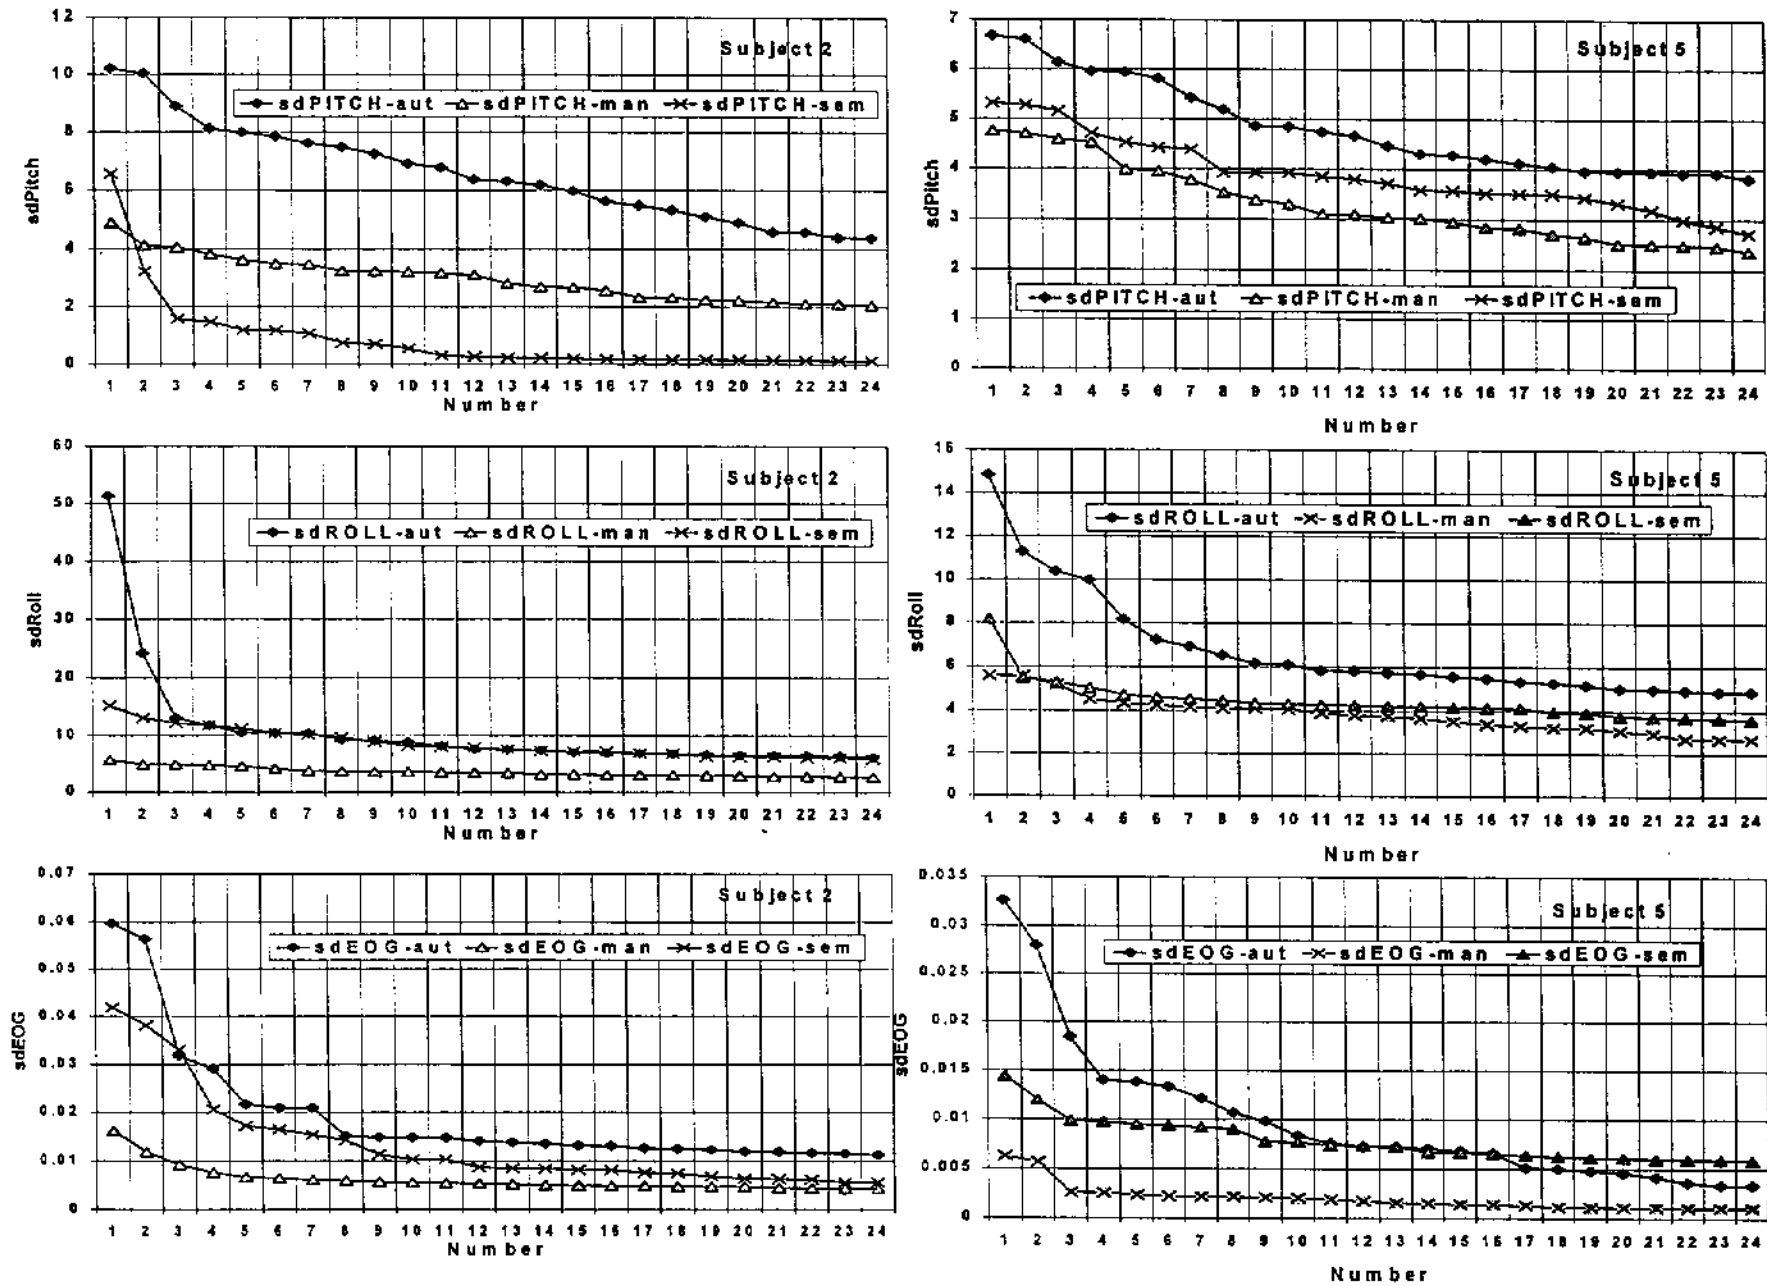 12
10
8
6
4
2
0
sdPitch
Subject 2
sdPITCH-aut sdPITCH-man sdPITCH-sem
1 2 3 4 5 6 7 8 9 10 11 12 13 14 15 16 17 18 19 20 21 22 23 24
Number
7
6
5
4
3
2
1
0
sdPitch
Subject 5
sdPITCH-aut sdPITCH-man sdPITCH-sem
1 2 3 4 5 6 7 8 9 10 11 12 13 14 15 16 17 18 19 20 21 22 23 24
Number
60
50
40
30
20
10
0
sdRoll
Subject 2
sdROLL-aut sdROLL-man sdROLL-sem
1 2 3 4 5 6 7 8 9 10 11 12 13 14 15 16 17 18 19 20 21 22 23 24
Number
16
14
12
10
8
6
4
2
0
sdRoll
Subject 5
sdROLL-aut sdROLL-man sdROLL-sem
1 2 3 4 5 6 7 8 9 10 11 12 13 14 15 16 17 18 19 20 21 22 23 24
Number
0.07
0.06
0.05
0.04
0.03
0.02
0.01
0
sdEOG
Subject 2
sdEOG-aut sdEOG-man sdEOG-sem
1 2 3 4 5 6 7 8 9 10 11 12 13 14 15 16 17 18 19 20 21 22 23 24
Number
0.035
0.03
0.025
0.02
0.015
0.01
0.005
0
sdEOG
Subject 5
sdEOG-aut sdEOG-man sdEOG-sem
1 2 3 4 5 6 7 8 9 10 11 12 13 14 15 16 17 18 19 20 21 22 23 24
Number